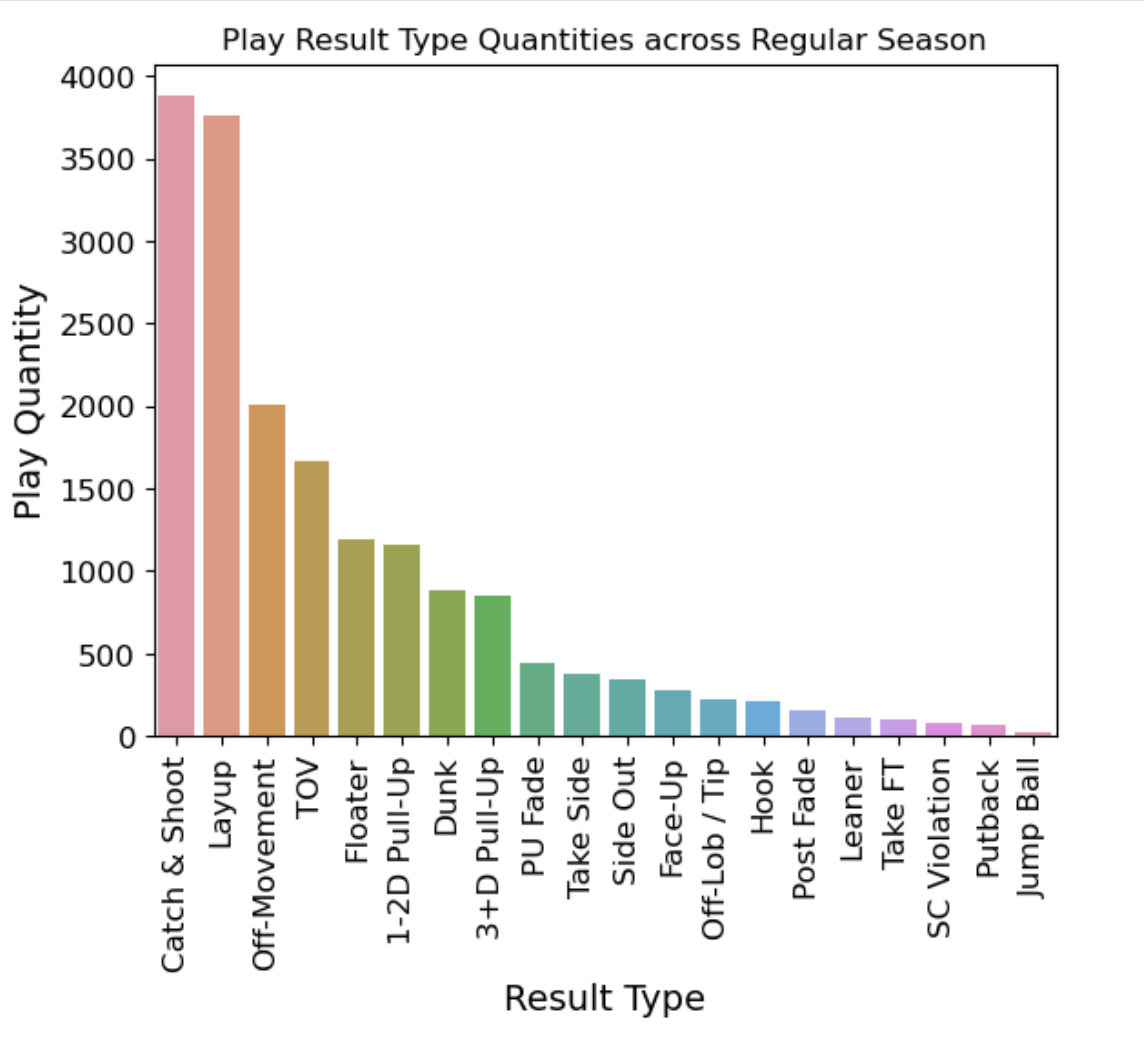 Play Result Type Quantities across Regular Season
Play Quantity
4000
3500
3000
2500
2000
1500
1000
500
0
Catch & Shoot
Layup
Off-Movement
TOV
Floater
1-2D Pull-Up
Dunk
3+D Pull-Up
PU Fade
Take Side
Side Out
Face-Up
Off-Lob / Tip
Hook
Post Fade
Leaner
Take FT
SC Violation
Putback
Jump Ball
Result Type